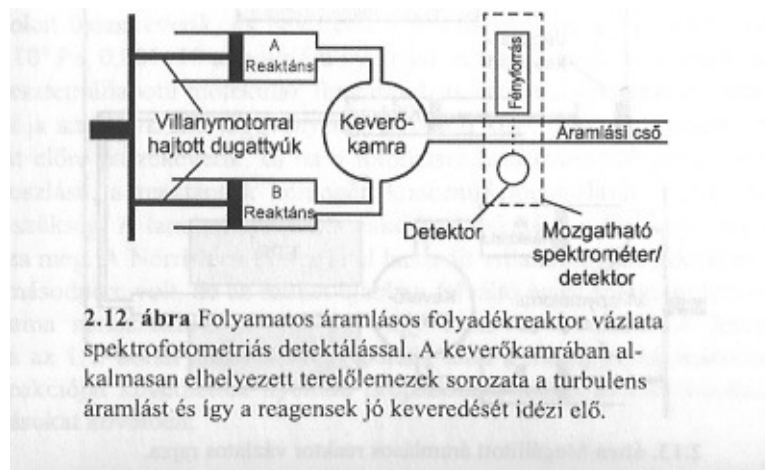 A
Reaktáns
Villanymotorral
hajtott dugattyúk
Keverő-
kamra
B
Reaktáns
Fényforrás
Áramlási cső
Detektor
Mozgatható
spektrométer/
detektor
2.12. ábra Folyamatos áramlásos folyadékreaktor vázlata
spektrofotometriás detektálással. A keverőkamrában al-
kalmasan elhelyezett terelőlemezek sorozata a turbulens
áramlást és így a reagensek jó keveredését idézi elő.